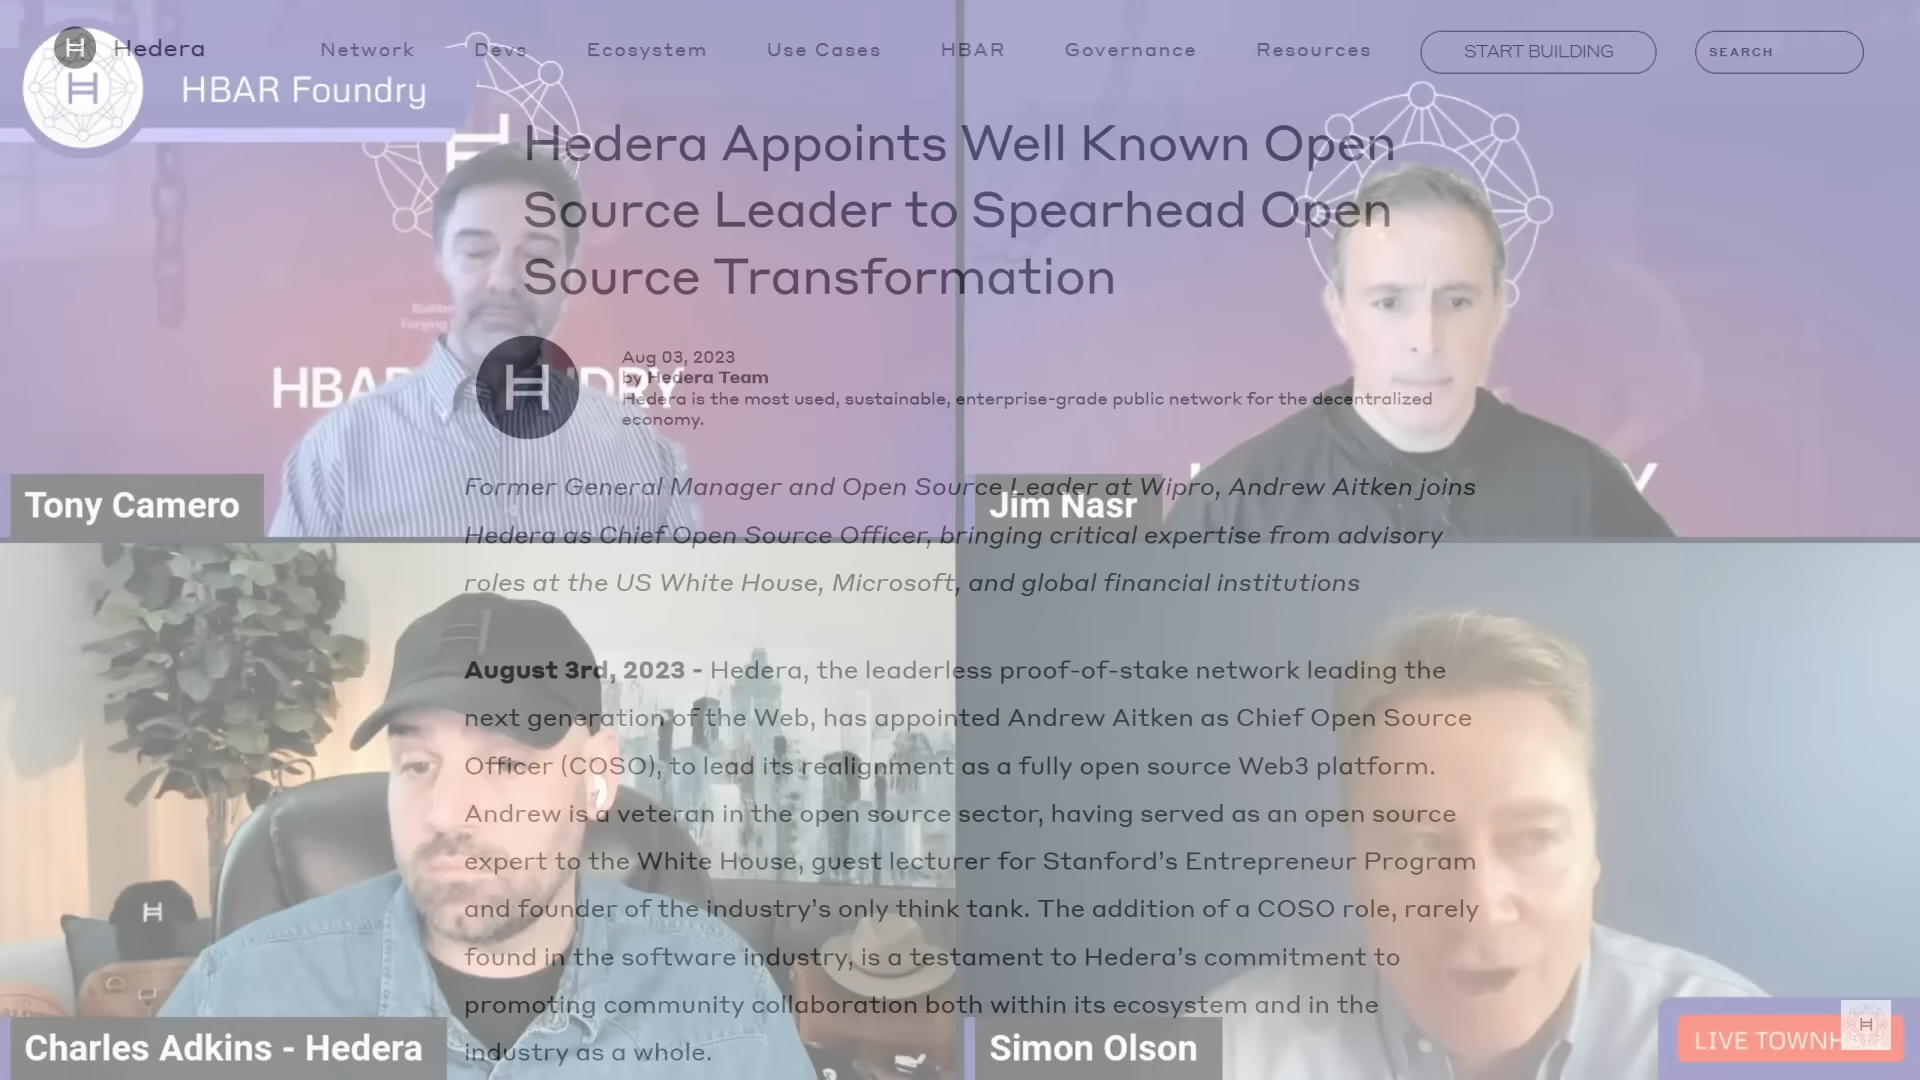 Hedera
Network
Devs
Ecosystem
Use Cases
HBAR
Governance
Resources
START BUILDING
SEARCH
HBAR Foundry
Hedera Appoints Well Known Open
Source Leader to Spearhead Open
Source Transformation
Aug 03, 2023
by Hedera Team
Hedera is the most used, sustainable, enterprise-grade public network for the decentralized
economy.
Former General Manager and Open Source Leader at Wipro, Andrew Aitken joins
Hedera as Chief Open Source Officer, bringing critical expertise from advisory
roles at the US White House, Microsoft, and global financial institutions
Tony Camero
Jim Nasr
August 3rd, 2023 - Hedera, the leaderless proof-of-stake network leading the
next generation of the Web, has appointed Andrew Aitken as Chief Open Source
Officer (COSO), to lead its realignment as a fully open source Web3 platform.
Andrew is a veteran in the open source sector, having served as an open source
expert to the White House, guest lecturer for Stanford’s Entrepreneur Program
and founder of the industry’s only think tank. The addition of a COSO role, rarely
found in the software industry, is a testament to Hedera’s commitment to
promoting community collaboration both within its ecosystem and in the
industry as a whole.
Charles Adkins - Hedera
Simon Olson
LIVE